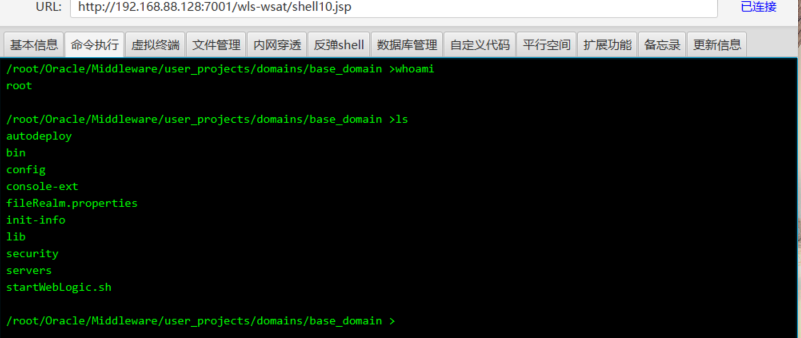 URL: http://192.168.88.128:7001/wls-wsat/shell10.jsp 已连接
基本信息 命令执行 虚拟终端 文件管理 内网穿透 反弹shell 数据库管理 自定义代码 平行空间 扩展功能 备忘录 更新信息
/root/Oracle/Middleware/user_projects/domains/base_domain >whoami
root
/root/Oracle/Middleware/user_projects/domains/base_domain >ls
autodeploy
bin
config
console-ext
fileRealm.properties
init-info
lib
security
servers
startWebLogic.sh
/root/Oracle/Middleware/user_projects/domains/base_domain >